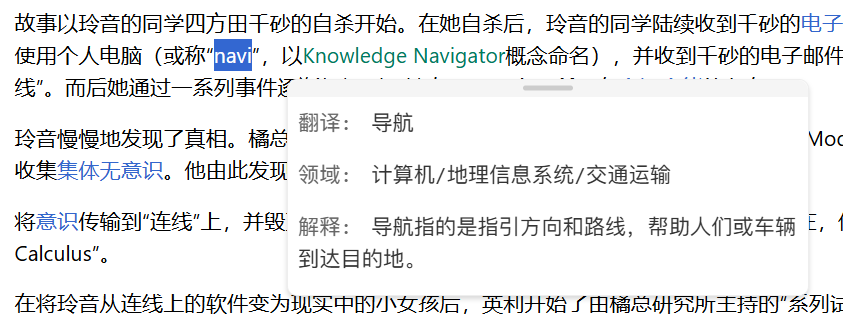 故事以玲音的同学四方田千砂的自杀开始。在她自杀后，玲音的同学陆续收到千砂的电子
使用个人电脑（或称“navi”，以Knowledge Navigator概念命名），并收到千砂的电子邮件
线”。而后她通过一系列事件
翻译： 导航
玲音慢慢地发现了真相。橘总
收集集体无意识。他由此发现
领域： 计算机/地理信息系统/交通运输
将意识传输到“连线”上，并毁
解释： 导航指的是指引方向和路线，帮助人们或车辆
到达目的地。
Calculus”。
在将玲音从连线上的软件变为现实中的小女孩后，英利开始了由橘总研究所主持的“系列试